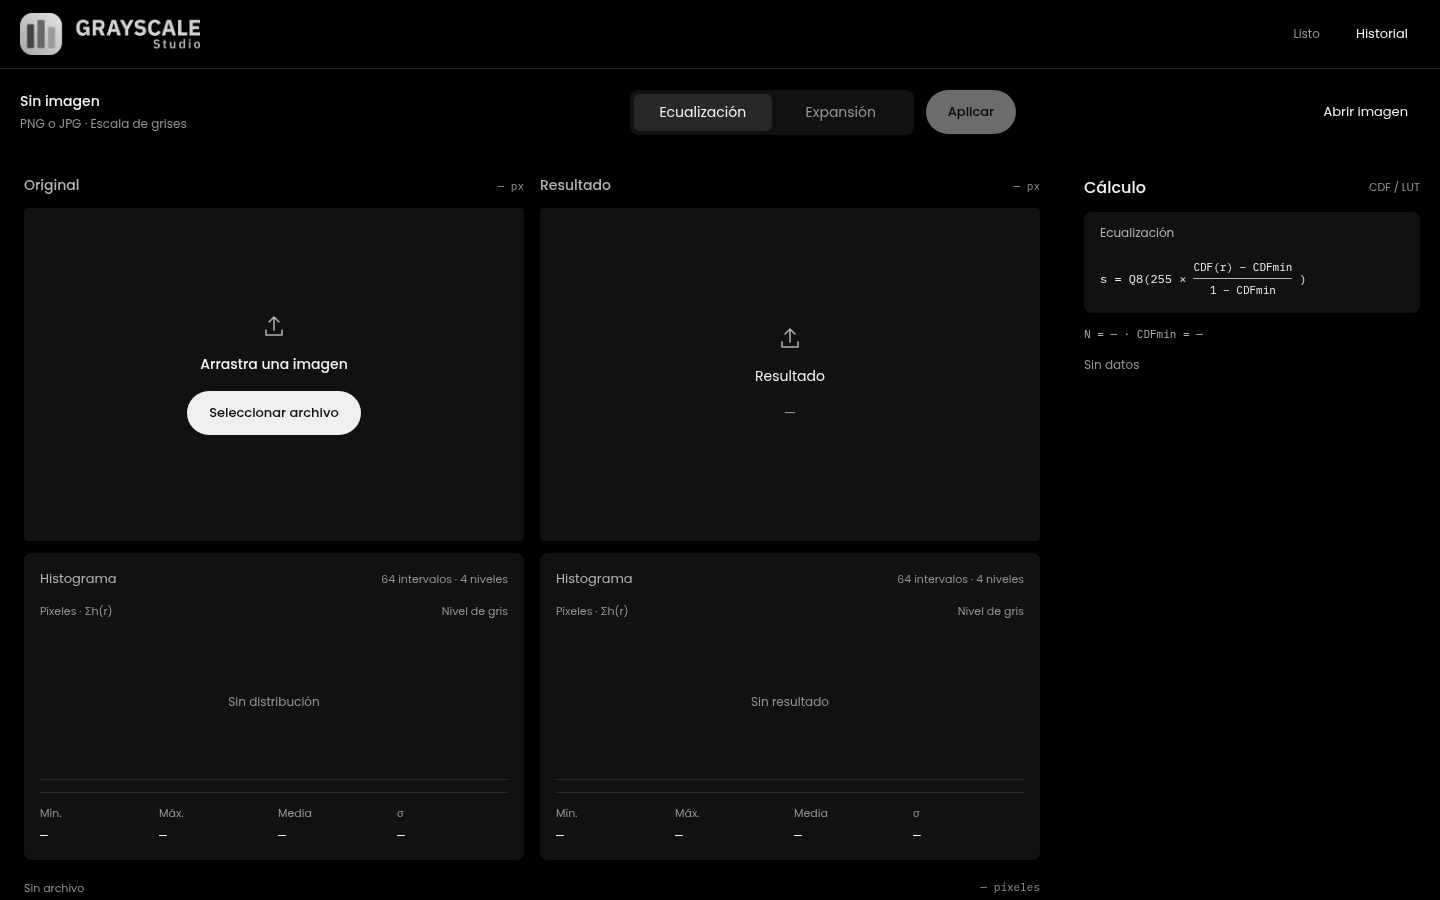 GRAYSCALE
Studio
Listo
Historial
Sin imagen
PNG o JPG · Escala de grises
Ecualización
Expansión
Aplicar
Abrir imagen
Original
— px
Resultado
— px
Cálculo
CDF / LUT
Arrastra una imagen
Seleccionar archivo
Resultado
—
Ecualización
s = Q8(255 × CDF(r) − CDFmin
1 − CDFmin )
N = — · CDFmin = —
Sin datos
Histograma
64 intervalos · 4 niveles
Píxeles · Σh(r)
Nivel de gris
Sin distribución
Mín.
Máx.
Media
σ
—
—
—
—
Histograma
64 intervalos · 4 niveles
Píxeles · Σh(r)
Nivel de gris
Sin resultado
Mín.
Máx.
Media
σ
—
—
—
—
Sin archivo
— píxeles